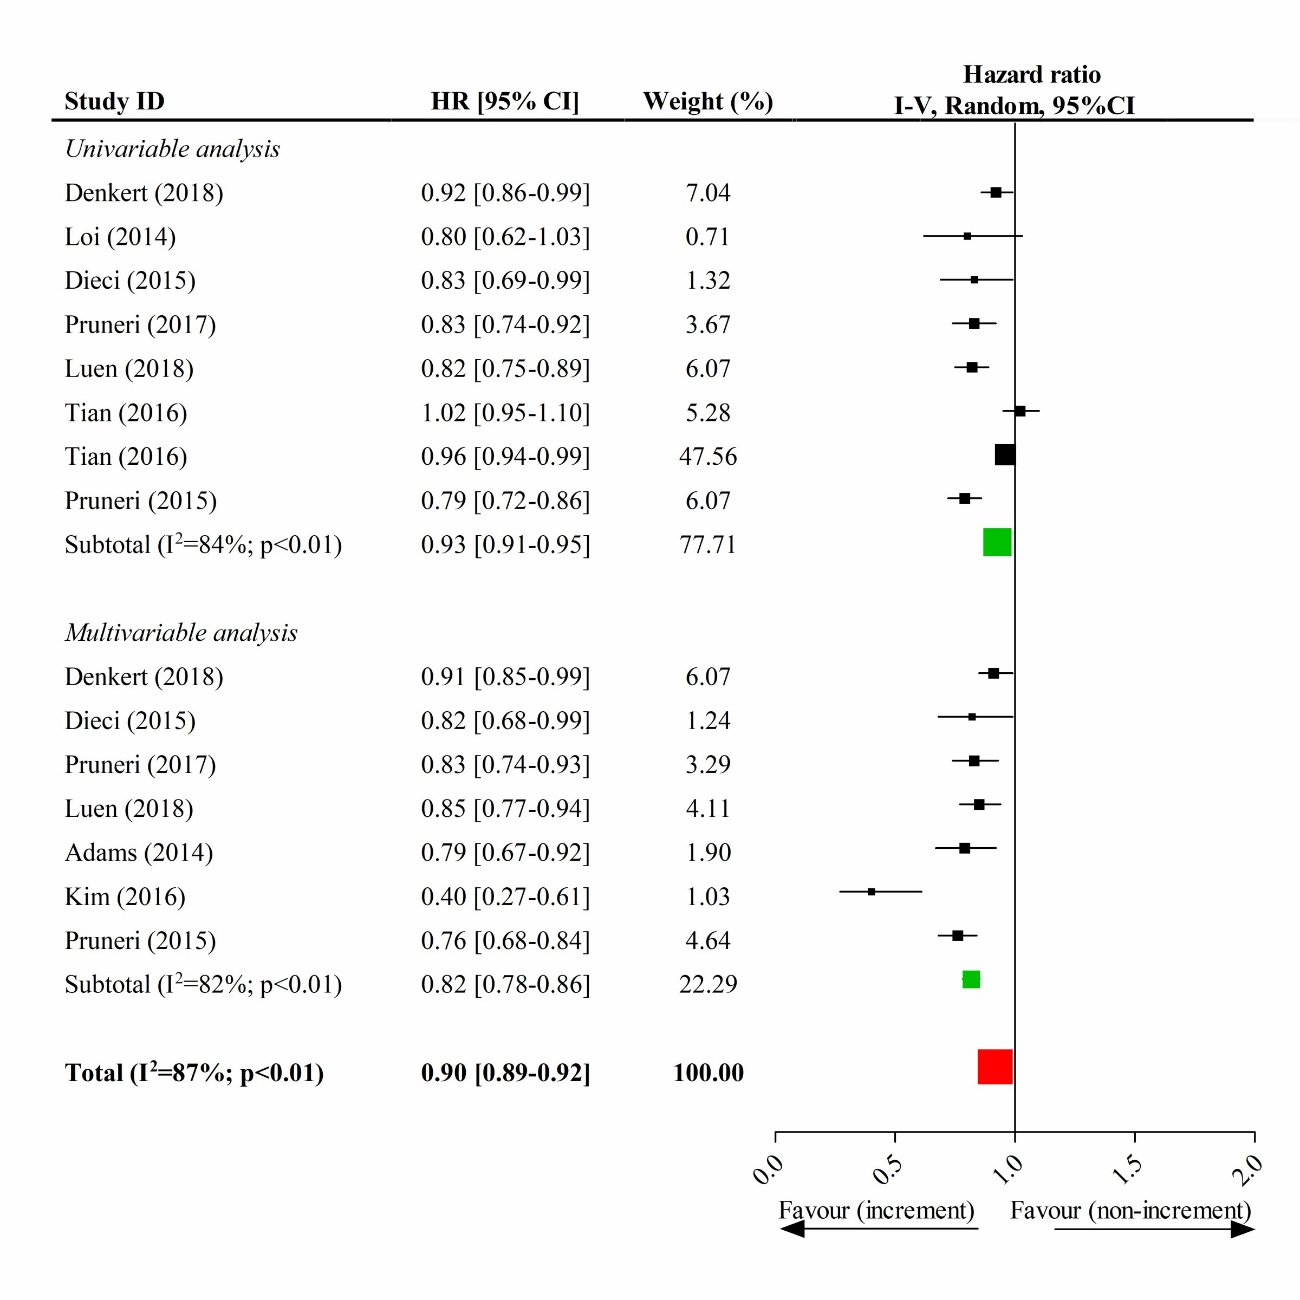 Hazard ratio
Study ID HR [95% CI] Weight (%) I-V, Random, 95%CI
Univariable analysis
Denkert (2018) 0.92 [0.86-0.99] 7.04
Loi (2014) 0.80 [0.62-1.03] 0.71
Dieci (2015) 0.83 [0.69-0.99] 1.32
Pruneri (2017) 0.83 [0.74-0.92] 3.67
Luen (2018) 0.82 [0.75-0.89] 6.07
Tian (2016) 1.02 [0.95-1.10] 5.28
Tian (2016) 0.96 [0.94-0.99] 47.56
Pruneri (2015) 0.79 [0.72-0.86] 6.07
Subtotal (I²=84%; p<0.01) 0.93 [0.91-0.95] 77.71
Multivariable analysis
Denkert (2018) 0.91 [0.85-0.99] 6.07
Dieci (2015) 0.82 [0.68-0.99] 1.24
Pruneri (2017) 0.83 [0.74-0.93] 3.29
Luen (2018) 0.85 [0.77-0.94] 4.11
Adams (2014) 0.79 [0.67-0.92] 1.90
Kim (2016) 0.40 [0.27-0.61] 1.03
Pruneri (2015) 0.76 [0.68-0.84] 4.64
Subtotal (I²=82%; p<0.01) 0.82 [0.78-0.86] 22.29
Total (I²=87%; p<0.01) 0.90 [0.89-0.92] 100.00
0.0 0.5 1.0 1.5 2.0
Favour (increment) Favour (non-increment)